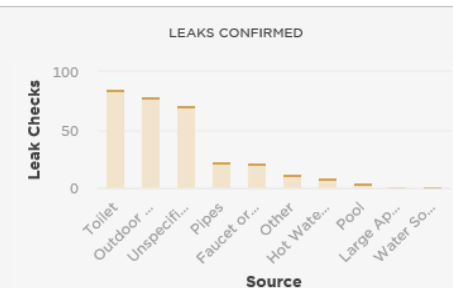 LEAKS CONFIRMED
Leak Checks
100
50
0
Toilet
Outdoor ...
Unspecifi...
Pipes
Faucet or...
Other
Hot Wate...
Pool
Large Ap...
Water So...
Source